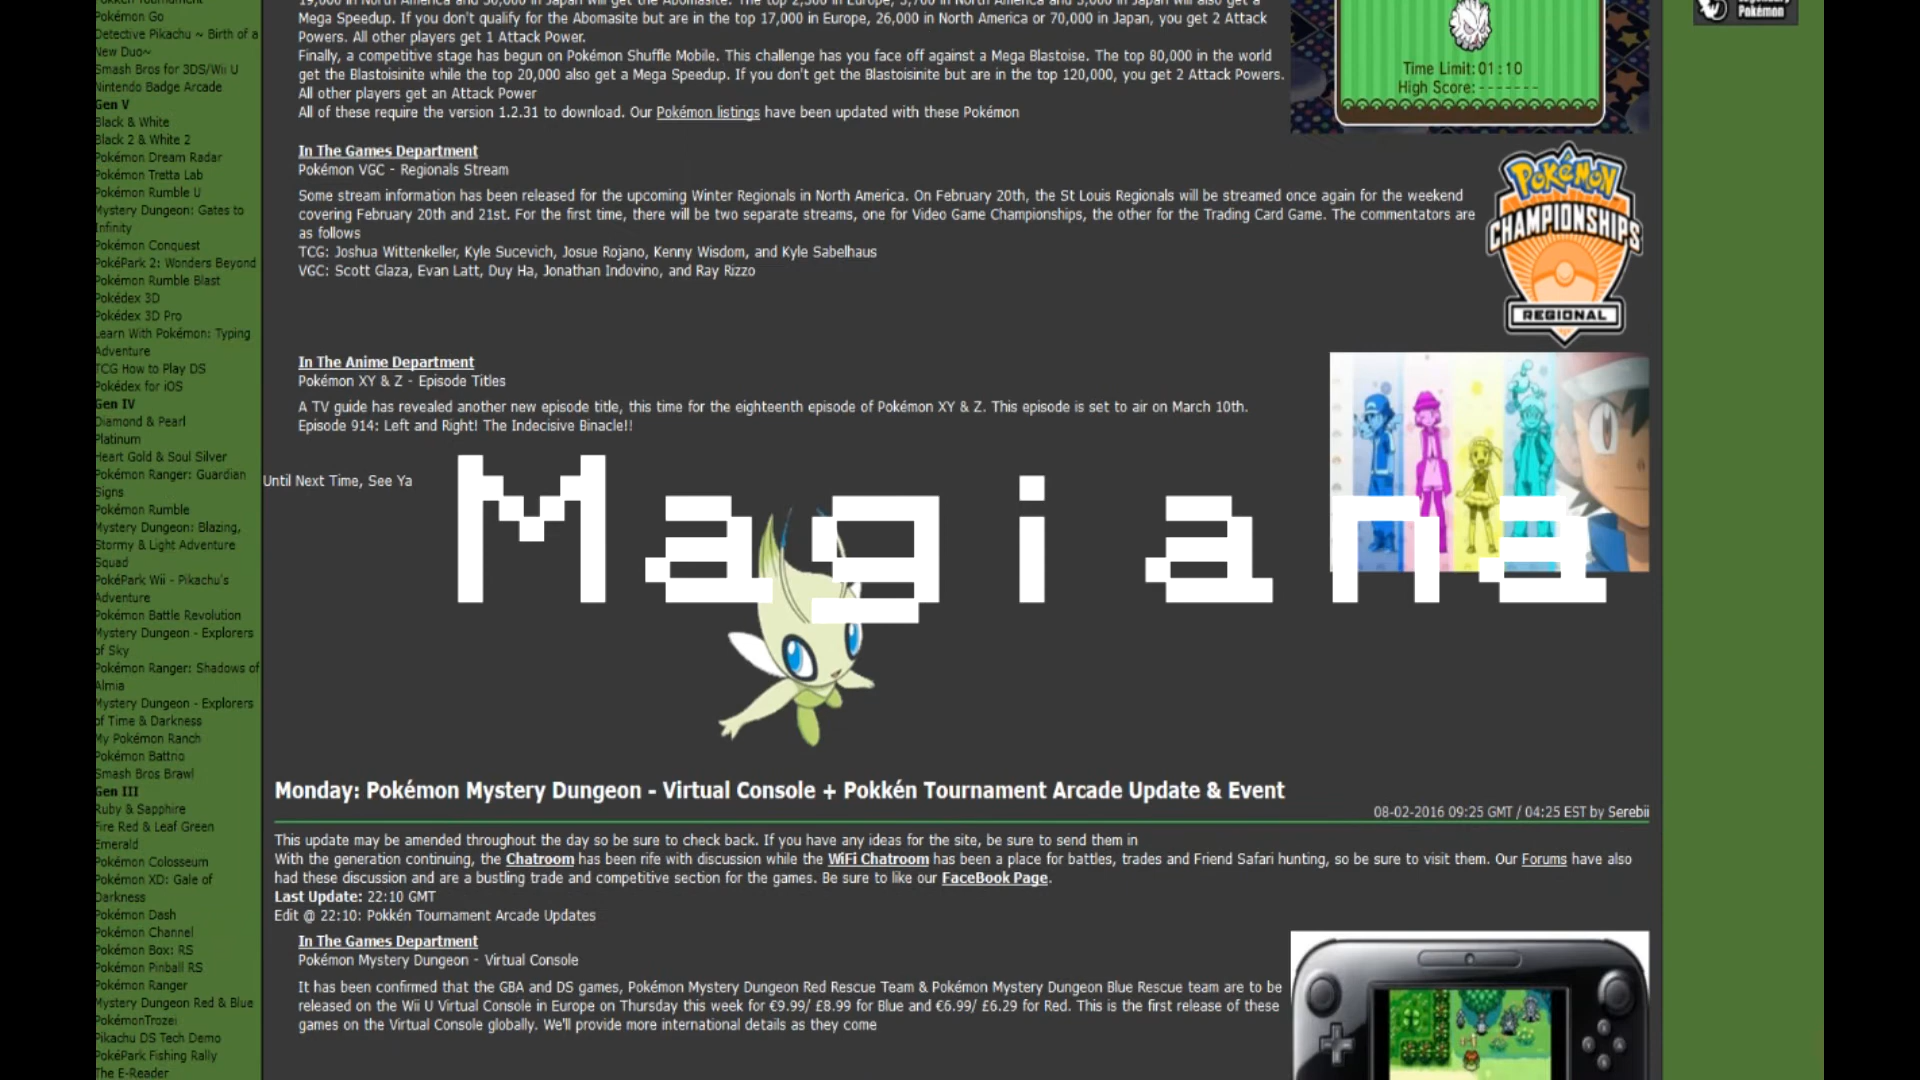 Pokkén Tournament
Pokémon Go
Detective Pikachu ~ Birth of a
New Duo~
Smash Bros for 3DS/Wii U
Nintendo Badge Arcade
Gen V
Black & White
Black 2 & White 2
Pokémon Dream Radar
Pokémon Tretta Lab
Pokémon Rumble U
Mystery Dungeon: Gates to
Infinity
Pokémon Conquest
PokéPark 2: Wonders Beyond
Pokémon Rumble Blast
Pokédex 3D
Pokédex 3D Pro
Learn With Pokémon: Typing
Adventure
TCG How to Play DS
Pokédex for iOS
Gen IV
Diamond & Pearl
Platinum
Heart Gold & Soul Silver
Pokémon Ranger: Guardian
Signs
Pokémon Rumble
Mystery Dungeon: Blazing,
Stormy & Light Adventure
Squad
PokéPark Wii - Pikachu's
Adventure
Pokémon Battle Revolution
Mystery Dungeon - Explorers
of Sky
Pokémon Ranger: Shadows of
Almia
Mystery Dungeon - Explorers
of Time & Darkness
My Pokémon Ranch
Pokémon Battrio
Smash Bros Brawl
Gen III
Ruby & Sapphire
Fire Red & Leaf Green
Emerald
Pokémon Colosseum
Pokémon XD: Gale of
Darkness
Pokémon Dash
Pokémon Channel
Pokémon Box: RS
Pokémon Pinball RS
Pokémon Ranger
Mystery Dungeon Red & Blue
PokémonTrozei
Pikachu DS Tech Demo
PokéPark Fishing Rally
The E-Reader
Mega Speedup. If you don't qualify for the Abomasite but are in the top 17,000 in Europe, 26,000 in North America or 70,000 in Japan, you get 2 Attack
Powers. All other players get 1 Attack Power.
Finally, a competitive stage has begun on Pokémon Shuffle Mobile. This challenge has you face off against a Mega Blastoise. The top 80,000 in the world
get the Blastoisinite while the top 20,000 also get a Mega Speedup. If you don't get the Blastoisinite but are in the top 120,000, you get 2 Attack Powers.
All other players get an Attack Power
All of these require the version 1.2.31 to download. Our Pokémon listings have been updated with these Pokémon
Time Limit:01:10
High Score:-------
Pokémon
In The Games Department
Pokémon VGC - Regionals Stream
Some stream information has been released for the upcoming Winter Regionals in North America. On February 20th, the St Louis Regionals will be streamed once again for the weekend
covering February 20th and 21st. For the first time, there will be two separate streams, one for Video Game Championships, the other for the Trading Card Game. The commentators are
as follows
TCG: Joshua Wittenkeller, Kyle Sucevich, Josue Rojano, Kenny Wisdom, and Kyle Sabelhaus
VGC: Scott Glaza, Evan Latt, Duy Ha, Jonathan Indovino, and Ray Rizzo
POKéMON
CHAMPIONSHIPS
REGIONAL
In The Anime Department
Pokémon XY & Z - Episode Titles
A TV guide has revealed another new episode title, this time for the eighteenth episode of Pokémon XY & Z. This episode is set to air on March 10th.
Episode 914: Left and Right! The Indecisive Binacle!!
Until Next Time, See Ya
Magiana
Monday: Pokémon Mystery Dungeon - Virtual Console + Pokkén Tournament Arcade Update & Event
08-02-2016 09:25 GMT / 04:25 EST by Serebii
This update may be amended throughout the day so be sure to check back. If you have any ideas for the site, be sure to send them in
With the generation continuing, the Chatroom has been rife with discussion while the WiFi Chatroom has been a place for battles, trades and Friend Safari hunting, so be sure to visit them. Our Forums have also
had these discussion and are a bustling trade and competitive section for the games. Be sure to like our FaceBook Page.
Last Update: 22:10 GMT
Edit @ 22:10: Pokkén Tournament Arcade Updates
In The Games Department
Pokémon Mystery Dungeon - Virtual Console
It has been confirmed that the GBA and DS games, Pokémon Mystery Dungeon Red Rescue Team & Pokémon Mystery Dungeon Blue Rescue team are to be
released on the Wii U Virtual Console in Europe on Thursday this week for €9.99/ £8.99 for Blue and €6.99/ £6.29 for Red. This is the first release of these
games on the Virtual Console globally. We'll provide more international details as they come